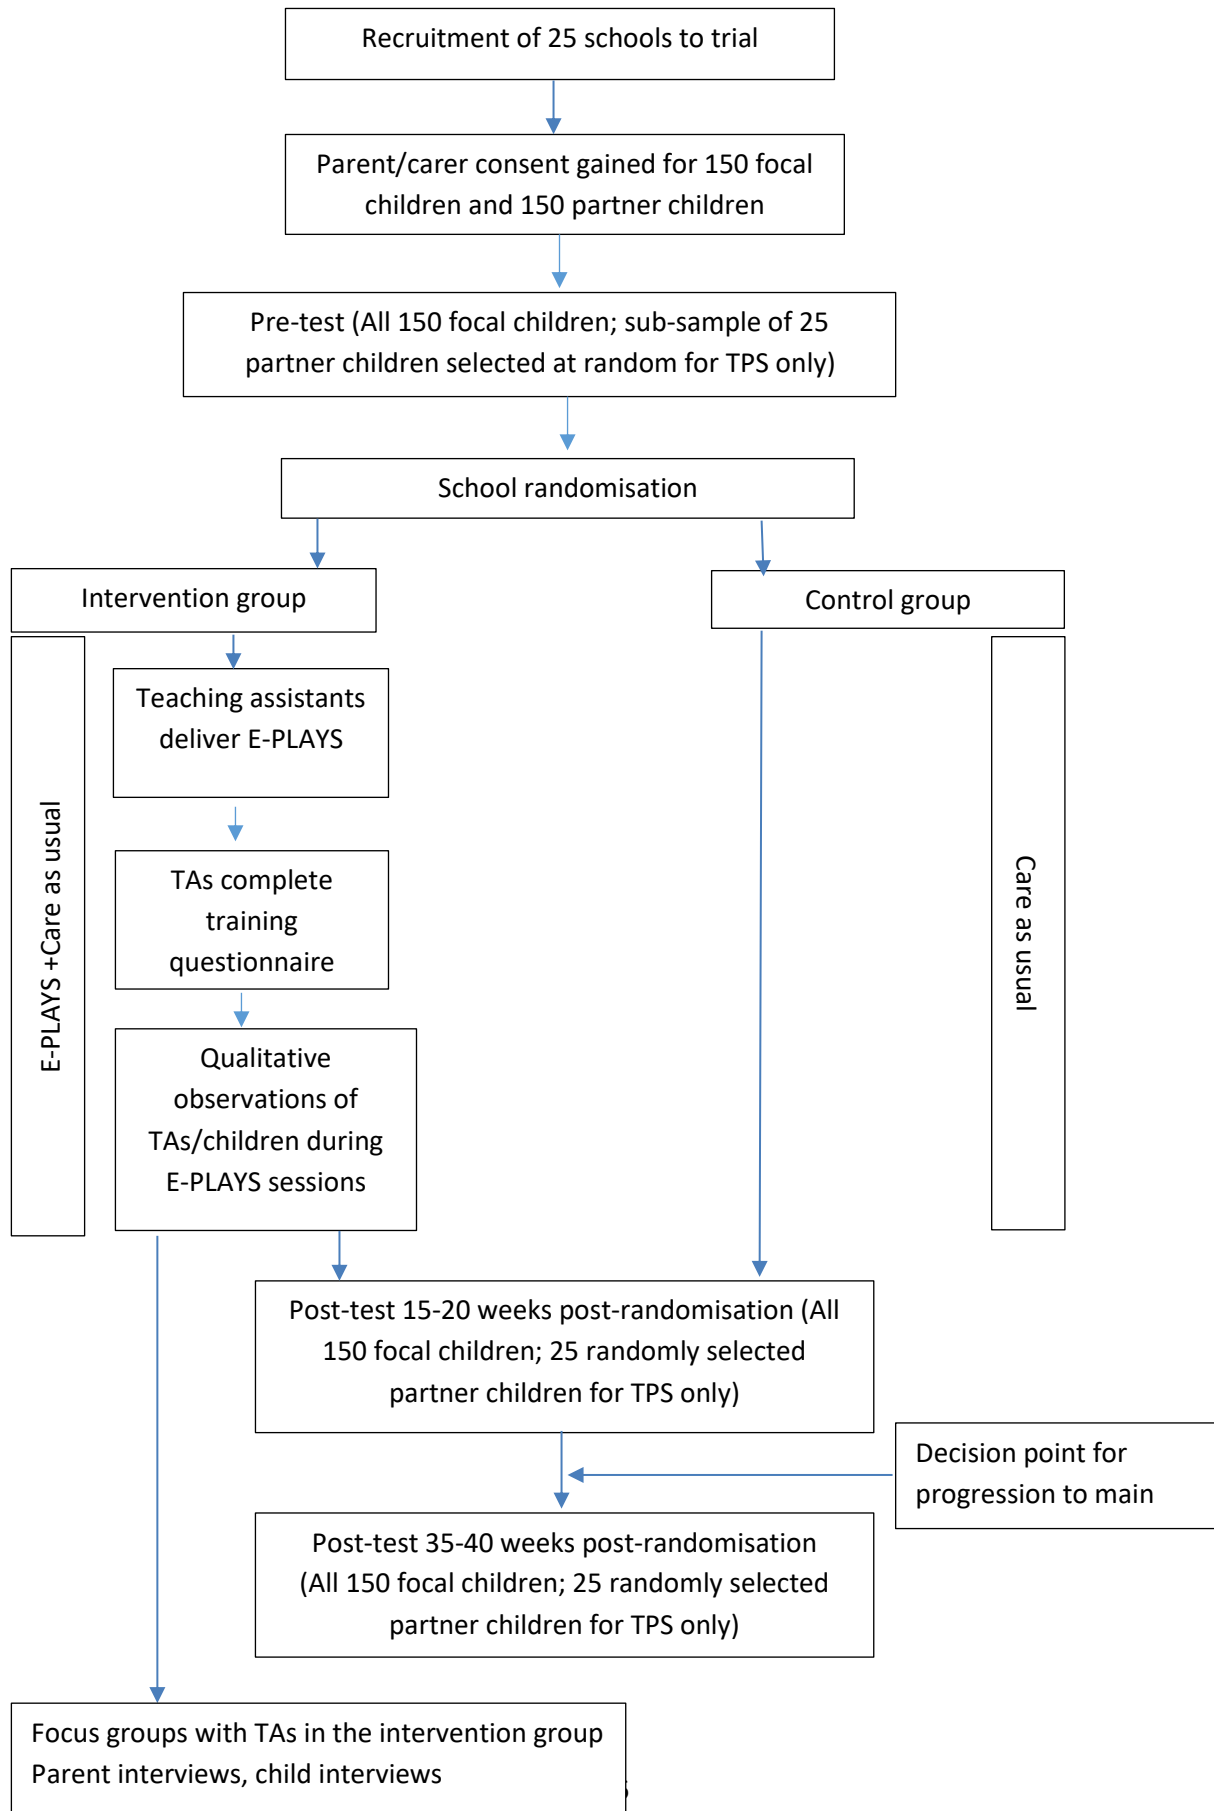 Recruitment of 25 schools to trial
Parent/carer consent gained for 150 focal
children and 150 partner children
Pre-test (All 150 focal children; sub-sample of 25
partner children selected at random for TPS only)
School randomisation
Intervention group
Control group
E-PLAYS +Care as usual
Teaching assistants
deliver E-PLAYS
TAs complete
training
questionnaire
Qualitative
observations of
TAs/children during
E-PLAYS sessions
Care as usual
Post-test 15-20 weeks post-randomisation (All
150 focal children; 25 randomly selected
partner children for TPS only)
Decision point for
progression to main
Post-test 35-40 weeks post-randomisation
(All 150 focal children; 25 randomly selected
partner children for TPS only)
Focus groups with TAs in the intervention group
Parent interviews, child interviews